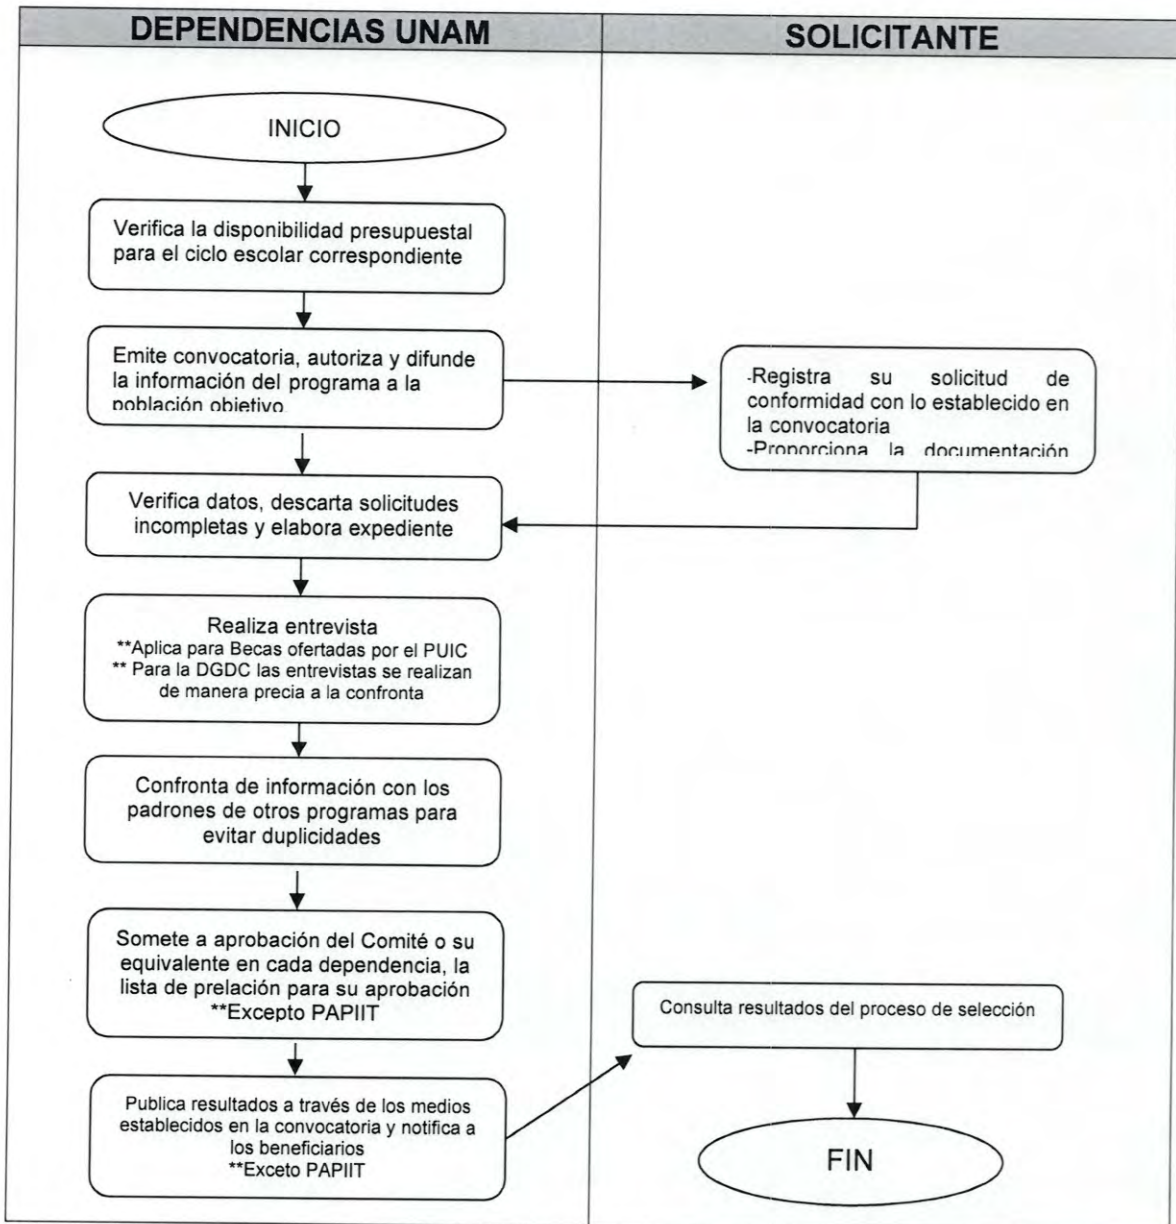 DEPENDENCIAS UNAM
SOLICITANTE
INICIO
Verifica la disponibilidad presupuestal
para el ciclo escolar correspondiente
Emite convocatoria, autoriza y difunde
la información del programa a la
población objetivo
-Registra su solicitud de
conformidad con lo establecido en
la convocatoria
-Proporciona la documentación
Verifica datos, descarta solicitudes
incompletas y elabora expediente
Realiza entrevista
**Aplica para Becas ofertadas por el PUIC
** Para la DGDC las entrevistas se realizan
de manera precia a la confronta
Confronta de información con los
padrones de otros programas para
evitar duplicidades
Somete a aprobación del Comité o su
equivalente en cada dependencia, la
lista de prelación para su aprobación
**Excepto PAPIIT
Consulta resultados del proceso de selección
Publica resultados a través de los medios
establecidos en la convocatoria y notifica a
los beneficiarios
**Exceto PAPIIT
FIN